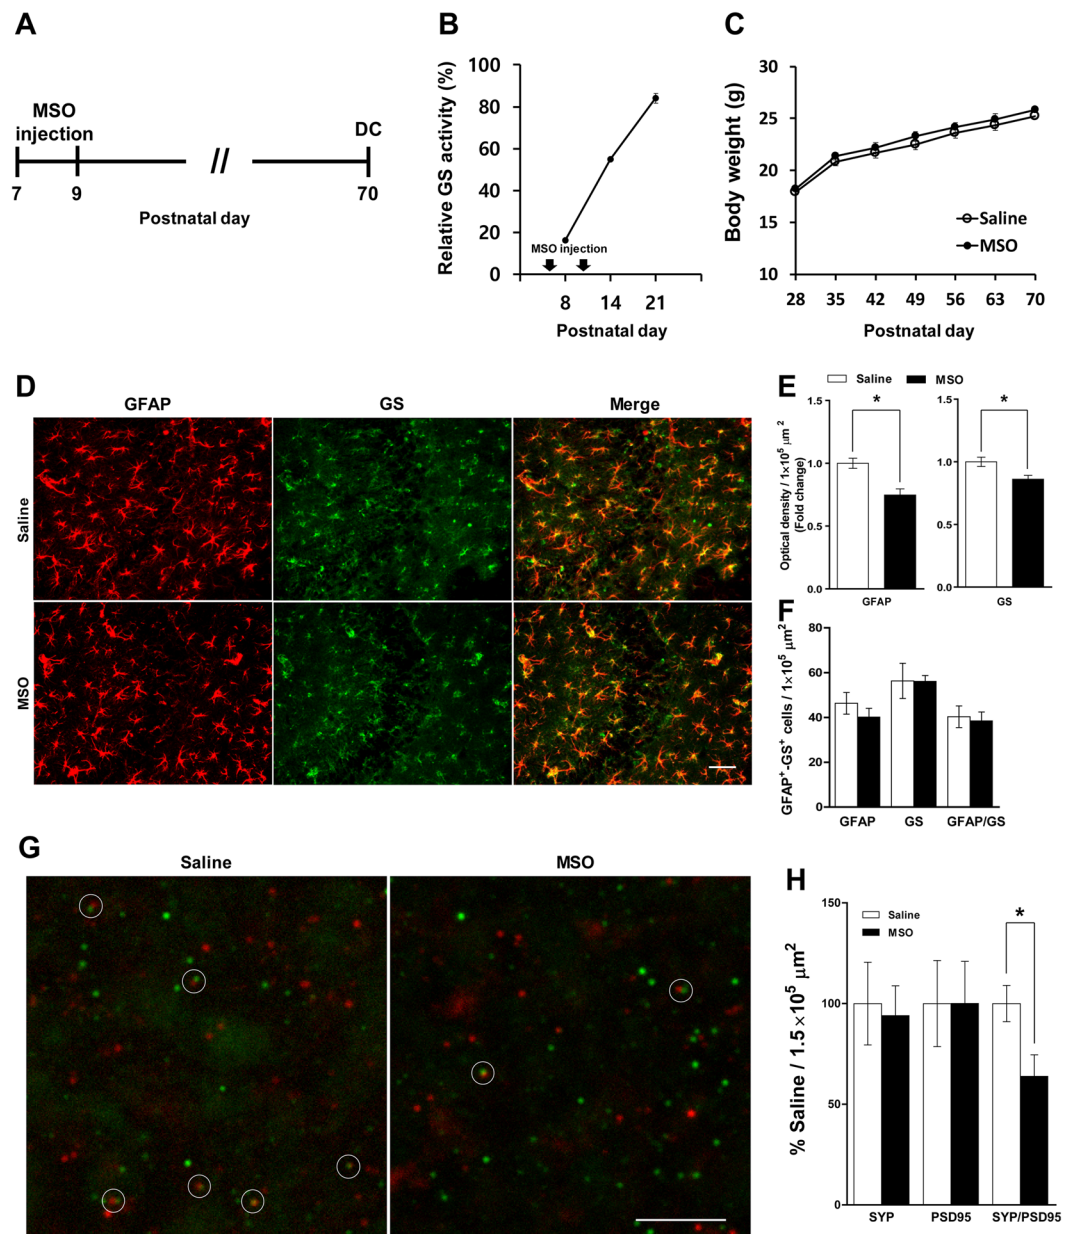 A
MSO
injection
DC
//
7
9
70
Postnatal day
B
Relative GS activity (%)
100
80
60
40
20
0
MSO injection
8
14
21
Postnatal day
C
Body weight (g)
30
25
20
15
10
Saline
MSO
28
35
42
49
56
63
70
Postnatal day
D
GFAP
GS
Merge
Saline
MSO
E
Saline
MSO
Optical density / 1×10⁵ µm²
(Fold change)
1.5
1.0
0.5
0.0
*
GFAP
1.5
1.0
0.5
0.0
*
GS
F
GFAP⁺-GS⁺ cells / 1×10⁵ µm²
80
60
40
20
0
GFAP
GS
GFAP/GS
G
Saline
MSO
H
% Saline / 1.5×10⁵ µm²
150
100
50
0
Saline
MSO
*
SYP
PSD95
SYP/PSD95